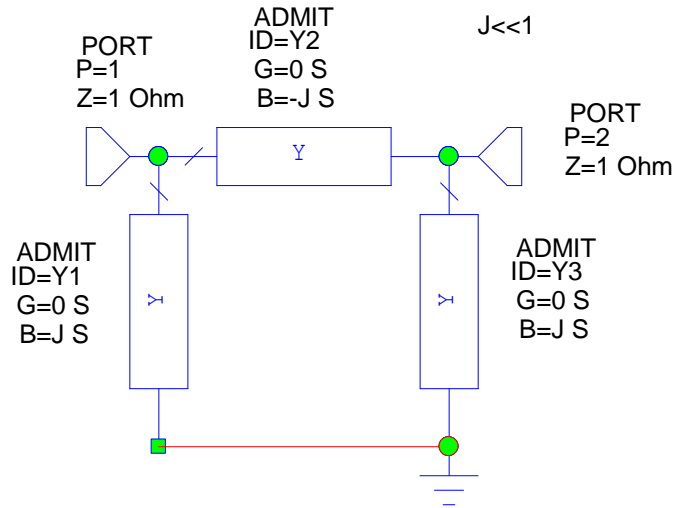 ADMIT
ID=Y2
G=0 S
B=-J S
J<<1
PORT
P=1
Z=1 Ohm
PORT
P=2
Z=1 Ohm
Y
ADMIT
ID=Y1
G=0 S
B=J S
Y
ADMIT
ID=Y3
G=0 S
B=J S
Y